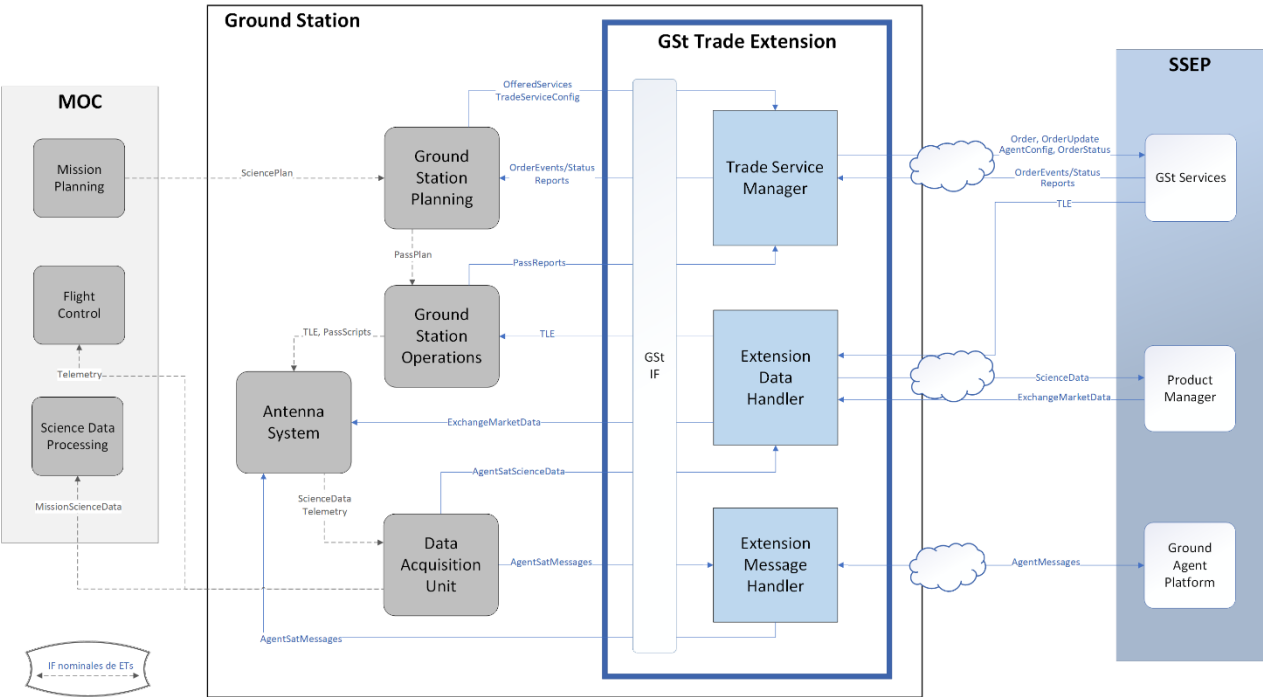 Ground Station
GSt Trade Extension
SSEP
MOC
OfferedServices
TradeServiceConfig
Mission
Planning
SciencePlan
Ground
Station
Planning
OrderEvents/Status
Reports
Trade Service
Manager
Order, OrderUpdate
AgentConfig, OrderStatus
OrderEvents/Status
Reports
TLE
GSt Services
PassPlan
PassReports
Flight
Control
Ground
Station
Operations
TLE, PassScripts
TLE
GSt
IF
Extension
Data
Handler
ScienceData
ExchangeMarketData
Product
Manager
Telemetry
Antenna
System
ExchangeMarketData
Science Data
Processing
AgentSatScienceData
MissionScienceData
ScienceData
Telemetry
Data
Acquisition
Unit
AgentSatMessages
Extension
Message
Handler
AgentMessages
Ground
Agent
Platform
AgentSatMessages
IF nominales de ETs